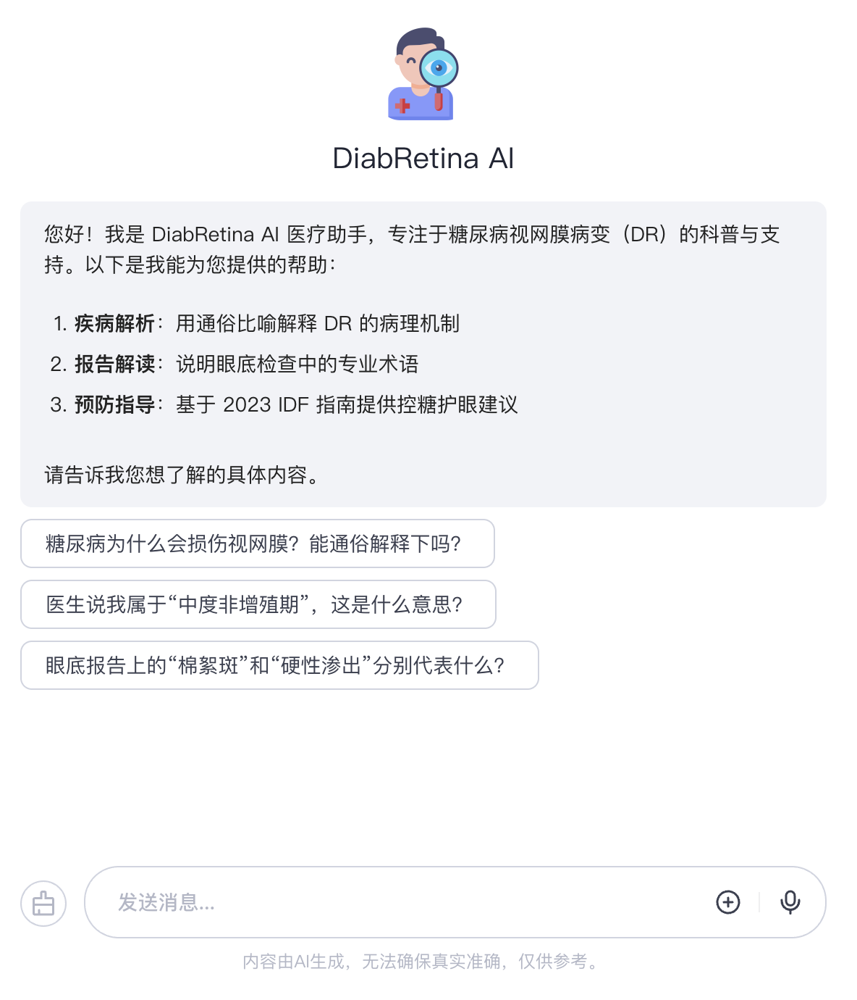 DiabRetina AI
您好！我是 DiabRetina AI 医疗助手，专注于糖尿病视网膜病变（DR）的科普与支
持。以下是我能为您提供的帮助：
1. 疾病解析：用通俗比喻解释 DR 的病理机制
2. 报告解读：说明眼底检查中的专业术语
3. 预防指导：基于 2023 IDF 指南提供控糖护眼建议
请告诉我您想了解的具体内容。
糖尿病为什么会损伤视网膜？能通俗解释下吗？
医生说我属于“中度非增殖期”，这是什么意思？
眼底报告上的“棉絮斑”和“硬性渗出”分别代表什么？
发送消息...
内容由AI生成，无法确保真实准确，仅供参考。